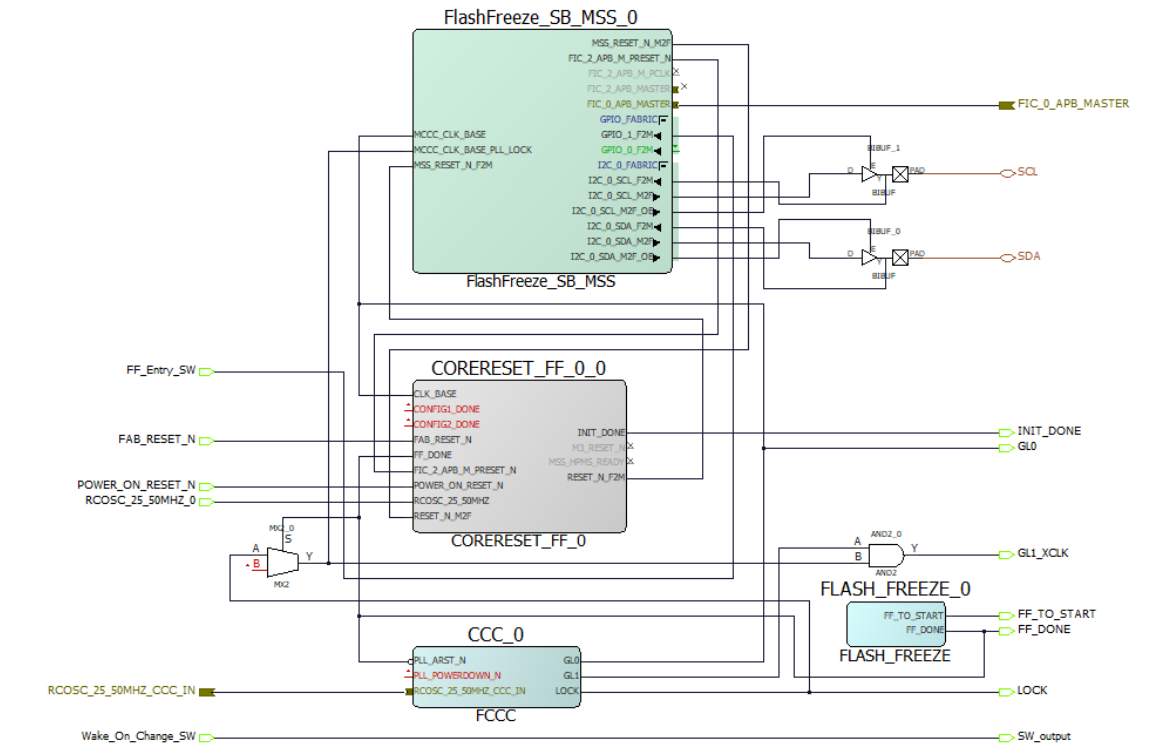 FlashFreeze_SB_MSS_0
MSS_RESET_N_M2F
FIC_2_APB_M_PRESET_N
FIC_2_APB_M_PCLK
FIC_2_APB_MASTER
FIC_0_APB_MASTER
FIC_0_APB_MASTER
GPIO_FABRIC
MCCC_CLK_BASE
GPIO_1_F2M
MCCC_CLK_BASE_PLL_LOCK
GPIO_0_F2M
MSS_RESET_N_F2M
I2C_0_FABRIC
I2C_0_SCL_F2M
I2C_0_SCL_M2F
I2C_0_SCL_M2F_OE
I2C_0_SDA_F2M
I2C_0_SDA_M2F
I2C_0_SDA_M2F_OE
BIBUF_1
E
D
Y
PAD
SCL
BIBUF
BIBUF_0
E
D
Y
PAD
SDA
BIBUF
FlashFreeze_SB_MSS
FF_Entry_SW
CORERESET_FF_0_0
CLK_BASE
CONFIG1_DONE
CONFIG2_DONE
FAB_RESET_N
FAB_RESET_N
INIT_DONE
INIT_DONE
M3_RESET_N
GL0
FF_DONE
MSS_HPMS_READY
FIC_2_APB_M_PRESET_N
RESET_N_F2M
POWER_ON_RESET_N
POWER_ON_RESET_N
RCOSC_25_50MHZ_0
RCOSC_25_50MHZ
RESET_N_M2F
CORERESET_FF_0
MX2_0
S
A
B
Y
MX2
AND2_0
A
B
Y
AND2
GL1_XCLK
FLASH_FREEZE_0
FF_TO_START
FF_TO_START
FF_DONE
FF_DONE
FLASH_FREEZE
CCC_0
PLL_ARST_N
GL0
PLL_POWERDOWN_N
GL1
RCOSC_25_50MHZ_CCC_IN
RCOSC_25_50MHZ_CCC_IN
LOCK
LOCK
FCCC
Wake_On_Change_SW
SW_output